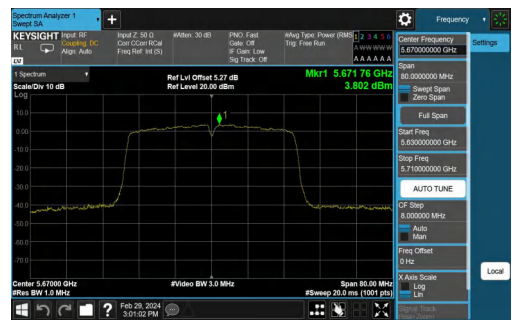 Spectrum Analyzer 1
Swept SA
Frequency
KEYSIGHT
Input: RF
Coupling: DC
Align: Auto
RL
Input Z: 50 Ω
Corr CCorr RCal
Freq Ref: Int (S)
#Atten: 30 dB
PNO: Fast
Gate: Off
IF Gain: Low
Sig Track: Off
#Avg Type: Power (RMS)
Trig: Free Run
1 2 3 4 5 6
A W W W W W
A A A A A A
1 Spectrum
Scale/Div 10 dB
Log
Ref Lvl Offset 5.27 dB
Ref Level 20.00 dBm
Mkr1 5.671 76 GHz
3.802 dBm
1
10.0
0.00
-10.0
-20.0
-30.0
-40.0
-50.0
-60.0
-70.0
Center 5.67000 GHz
#Res BW 1.0 MHz
#Video BW 3.0 MHz
Span 80.00 MHz
#Sweep 20.0 ms (1001 pts)
Center Frequency
5.670000000 GHz
Settings
Span
80.0000000 MHz
Swept Span
Zero Span
Full Span
Start Freq
5.630000000 GHz
Stop Freq
5.710000000 GHz
AUTO TUNE
CF Step
8.000000 MHz
Auto
Man
Freq Offset
0 Hz
X Axis Scale
Log
Lin
Local
Signal Track
Feb 29, 2024
3:01:02 PM